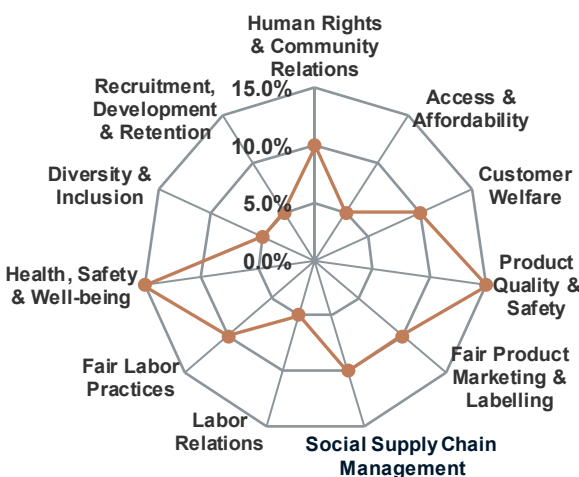 Human Rights
& Community
Relations
15.0%
10.0%
5.0%
0.0%
Access &
Affordability
Customer
Welfare
Product
Quality &
Safety
Fair Product
Marketing &
Labelling
Social Supply Chain
Management
Labor
Relations
Fair Labor
Practices
Health, Safety
& Well-being
Diversity &
Inclusion
Recruitment,
Development
& Retention